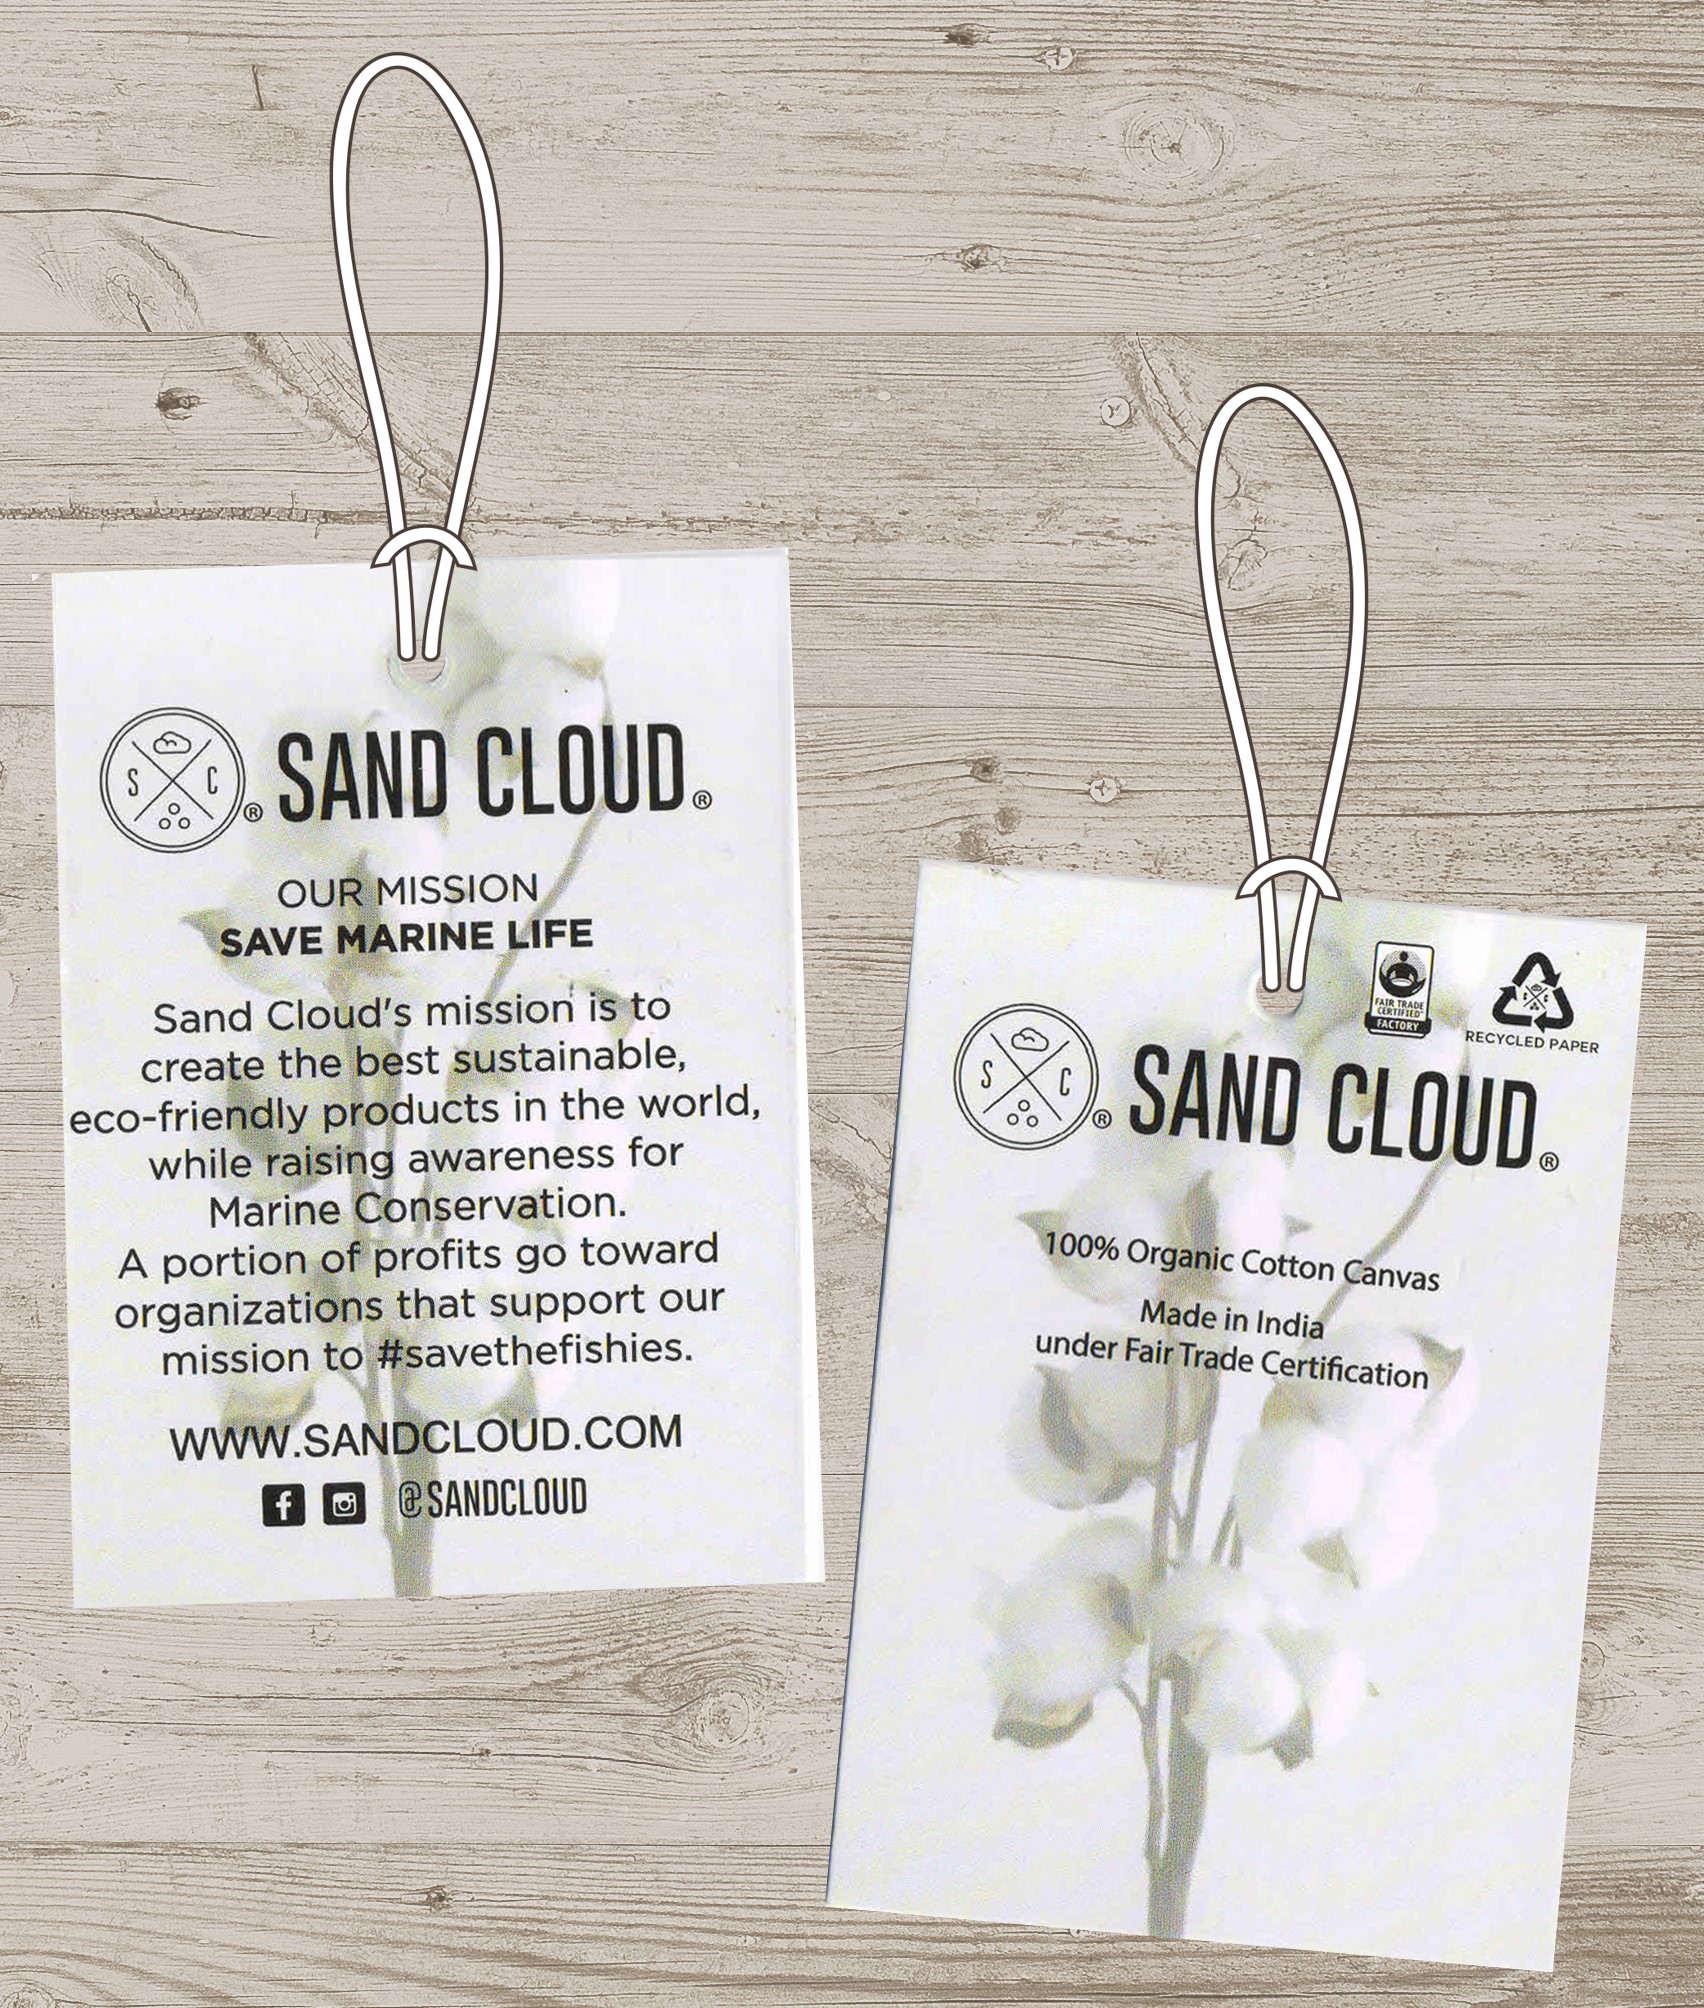 S C ® SAND CLOUD®
OUR MISSION
SAVE MARINE LIFE
Sand Cloud's mission is to
create the best sustainable,
eco-friendly products in the world,
while raising awareness for
Marine Conservation.
A portion of profits go toward
organizations that support our
mission to #savethefishies.
WWW.SANDCLOUD.COM
f @SANDCLOUD
FAIR TRADE
CERTIFIED™
FACTORY
S C
RECYCLED PAPER
S C ® SAND CLOUD®
100% Organic Cotton Canvas
Made in India
under Fair Trade Certification